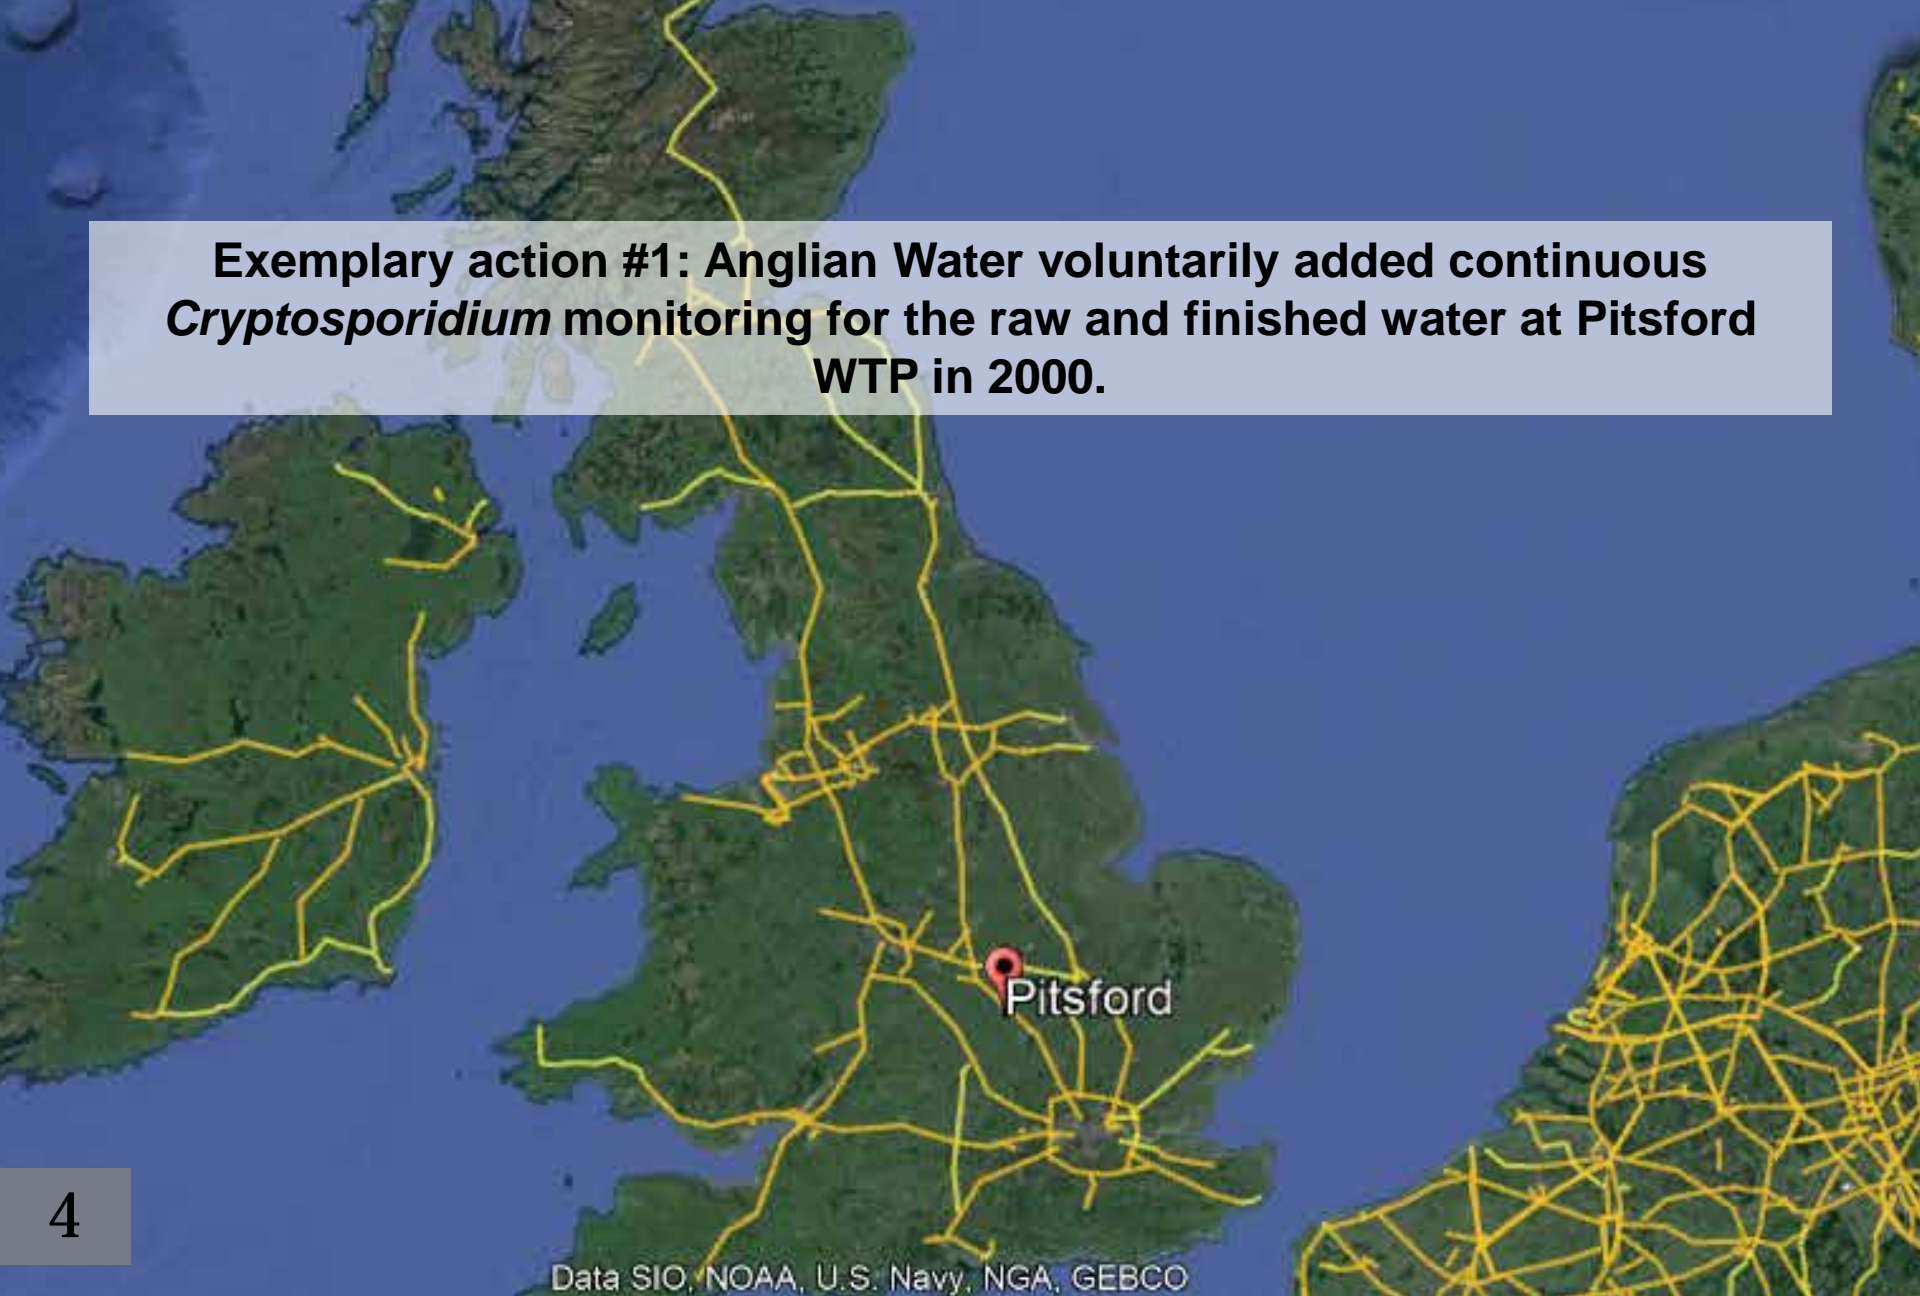 Exemplary action #1: Anglian Water voluntarily added continuous
Cryptosporidium monitoring for the raw and finished water at Pitsford
WTP in 2000.
Pitsford
4
Data SIO, NOAA, U.S. Navy, NGA, GEBCO